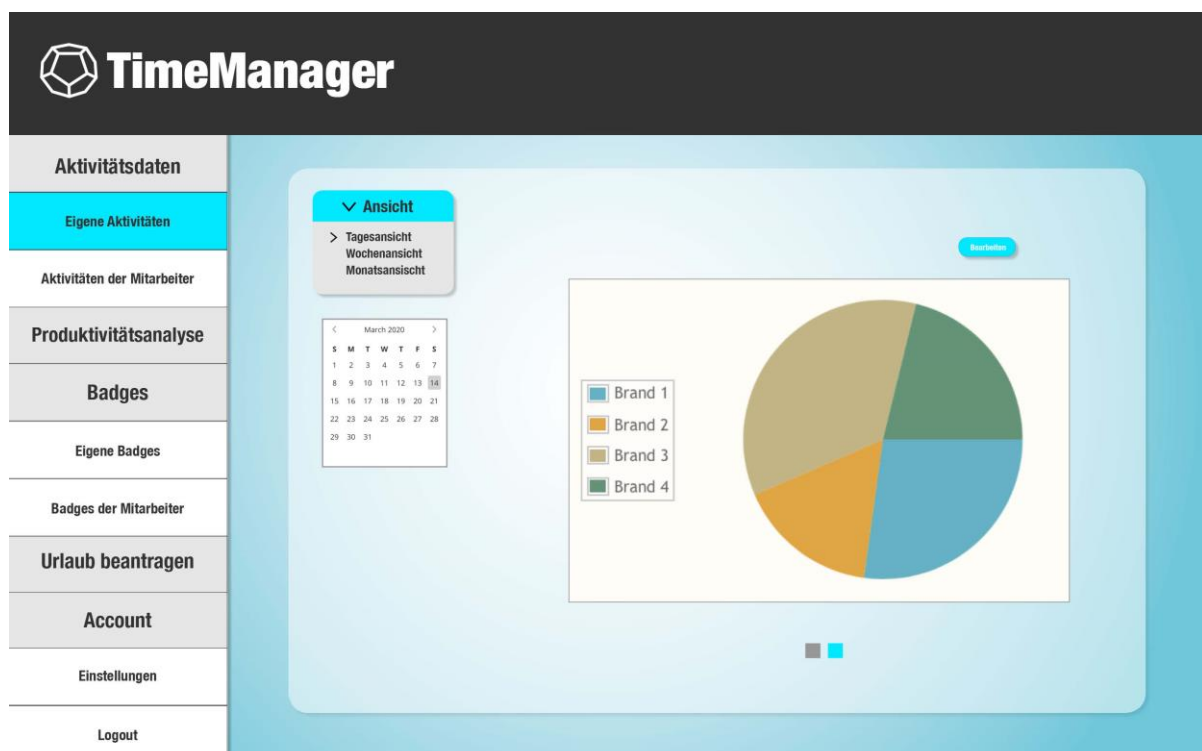 TimeManager
Aktivitätsdaten
Eigene Aktivitäten
Aktivitäten der Mitarbeiter
Produktivitätsanalyse
Badges
Eigene Badges
Badges der Mitarbeiter
Urlaub beantragen
Account
Einstellungen
Logout
Ansicht
Tagesansicht
Wochenansicht
Monatsansischt
< March 2020 >
S M T W T F S
1 2 3 4 5 6 7
8 9 10 11 12 13 14
15 16 17 18 19 20 21
22 23 24 25 26 27 28
29 30 31
Bearbeiten
Brand 1
Brand 2
Brand 3
Brand 4